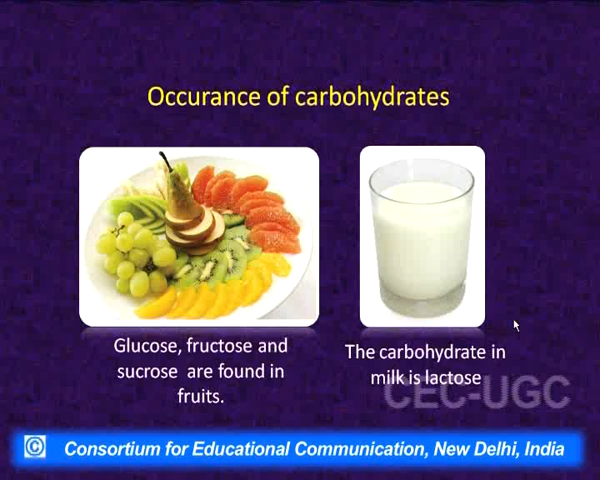 Occurance of carbohydrates
Glucose, fructose and
sucrose are found in
fruits.
The carbohydrate in
milk is lactose
CEC-UGC
© Consortium for Educational Communication, New Delhi, India